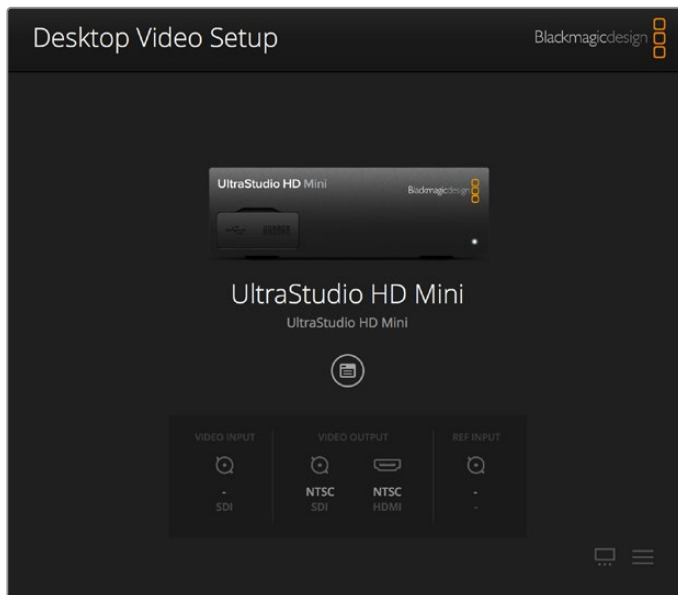 Desktop Video Setup
Blackmagicdesign
UltraStudio HD Mini
Blackmagicdesign
UltraStudio HD Mini
UltraStudio HD Mini
VIDEO INPUT VIDEO OUTPUT REF INPUT
- NTSC NTSC -
SDI SDI HDMI -